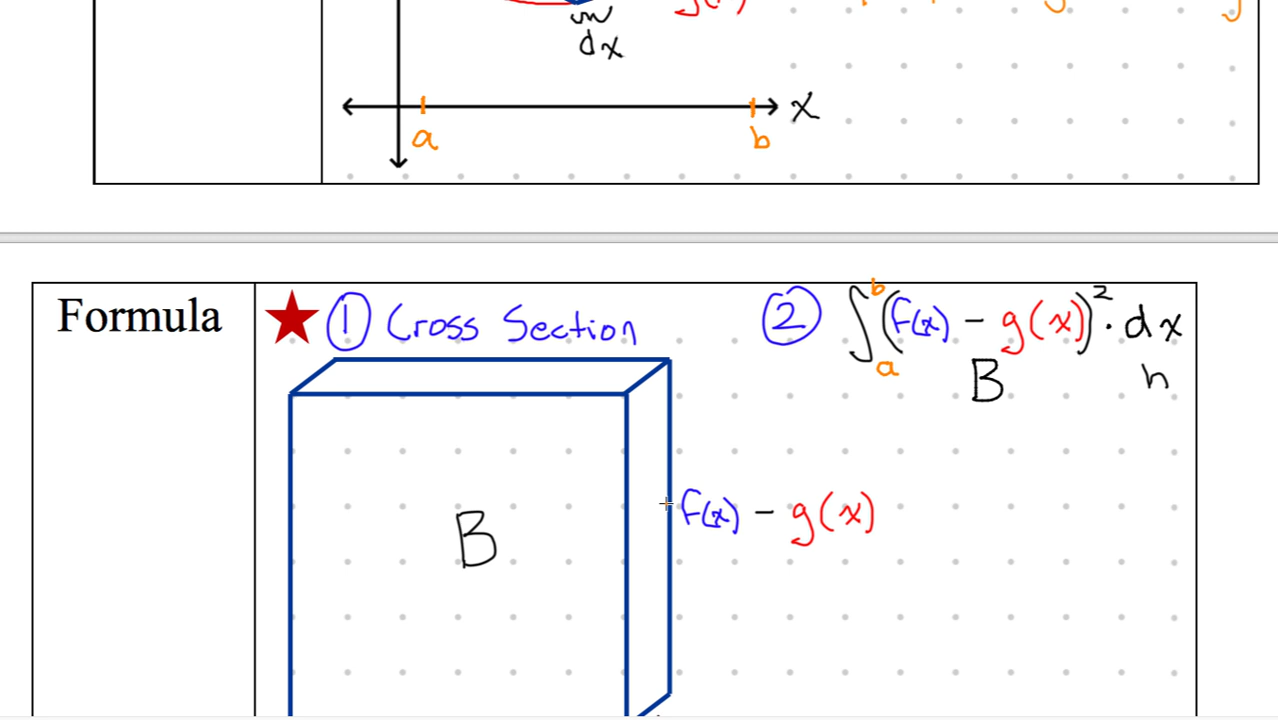 dx
x
a b
Formula
① Cross Section
② ∫ₐᵇ (f(x) - g(x))² · dx
B h
f(x) - g(x)
B